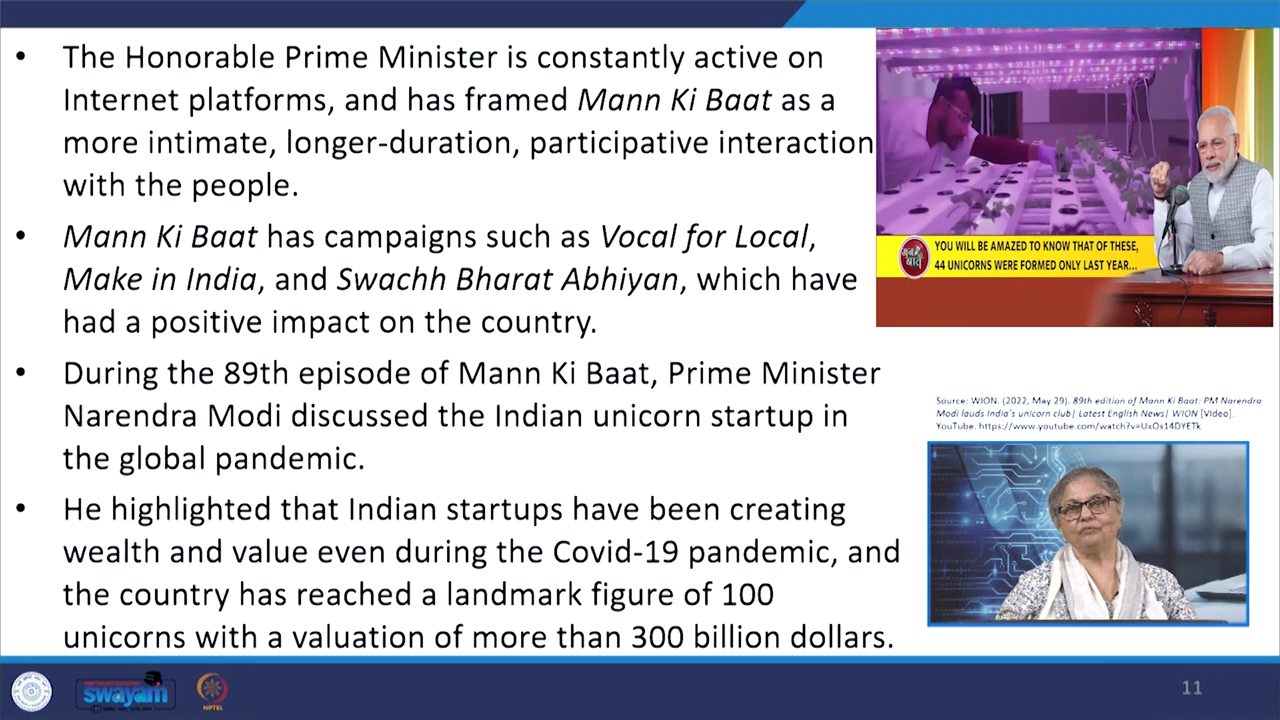 • The Honorable Prime Minister is constantly active on
Internet platforms, and has framed Mann Ki Baat as a
more intimate, longer-duration, participative interaction
with the people.
• Mann Ki Baat has campaigns such as Vocal for Local,
Make in India, and Swachh Bharat Abhiyan, which have
had a positive impact on the country.
• During the 89th episode of Mann Ki Baat, Prime Minister
Narendra Modi discussed the Indian unicorn startup in
the global pandemic.
• He highlighted that Indian startups have been creating
wealth and value even during the Covid-19 pandemic, and
the country has reached a landmark figure of 100
unicorns with a valuation of more than 300 billion dollars.
मन की बात
YOU WILL BE AMAZED TO KNOW THAT OF THESE,
44 UNICORNS WERE FORMED ONLY LAST YEAR...
Source: WION. (2022, May 29). 89th edition of Mann Ki Baat: PM Narendra
Modi lauds India's unicorn club| Latest English News| WION [Video].
YouTube. https://www.youtube.com/watch?v=UxOs14DYETk
swayam
NPTEL
11